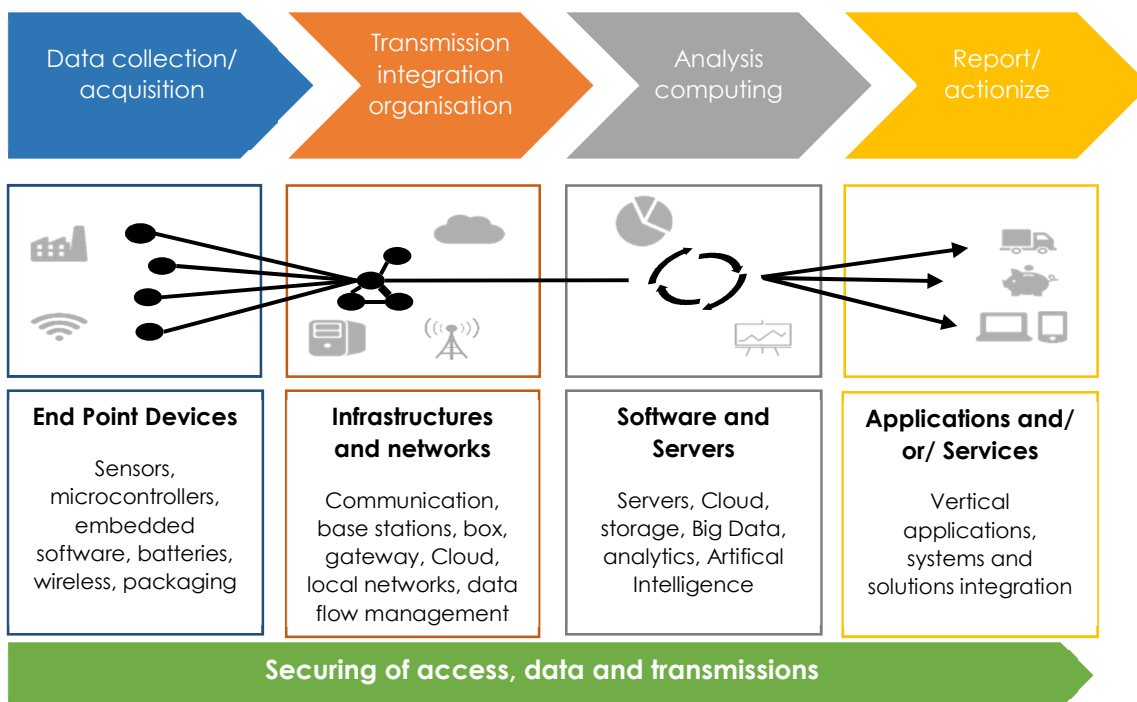 Data collection/
acquisition
Transmission
integration
organisation
Analysis
computing
Report/
actionize
End Point Devices
Sensors,
microcontrollers,
embedded
software, batteries,
wireless, packaging
Infrastructures
and networks
Communication,
base stations, box,
gateway, Cloud,
local networks, data
flow management
Software and
Servers
Servers, Cloud,
storage, Big Data,
analytics, Artifical
Intelligence
Applications and/
or/ Services
Vertical
applications,
systems and
solutions integration
Securing of access, data and transmissions